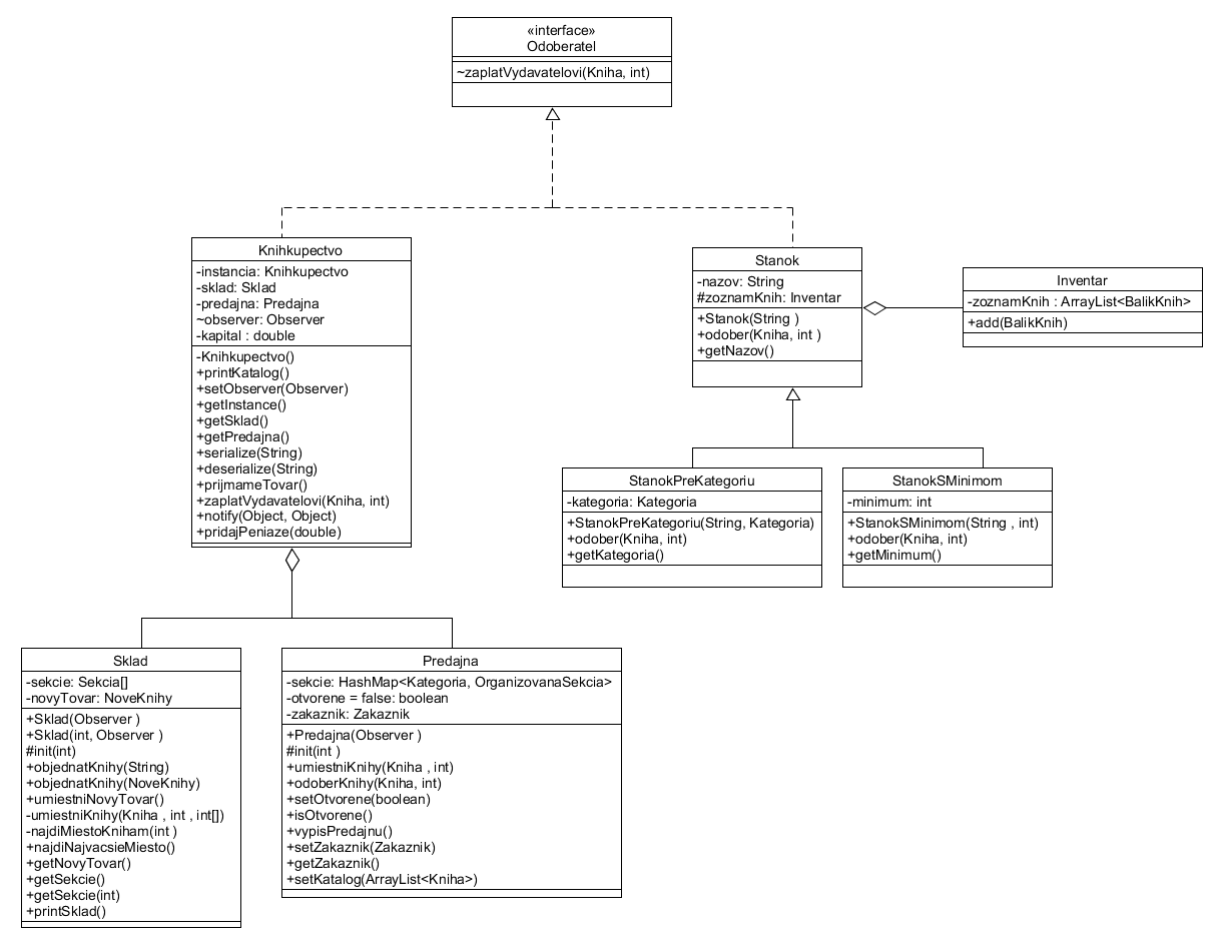 «interface»
Odoberatel
~zaplatVydavatelovi(Kniha, int)
Knihkupectvo
-instancia: Knihkupectvo
-sklad: Sklad
-predajna: Predajna
~observer: Observer
-kapital : double
-Knihkupectvo()
+printKatalog()
+setObserver(Observer)
+getInstance()
+getSklad()
+getPredajna()
+serialize(String)
+deserialize(String)
+prijmameTovar()
+zaplatVydavatelovi(Kniha, int)
+notify(Object, Object)
+pridajPeniaze(double)
Stanok
-nazov: String
#zoznamKnih: Inventar
+Stanok(String )
+odober(Kniha, int )
+getNazov()
Inventar
-zoznamKnih : ArrayList<BalikKnih>
+add(BalikKnih)
StanokPreKategoriu
-kategoria: Kategoria
+StanokPreKategoriu(String, Kategoria)
+odober(Kniha, int)
+getKategoria()
StanokSMinimom
-minimum: int
+StanokSMinimom(String , int)
+odober(Kniha, int)
+getMinimum()
Sklad
-sekcie: Sekcia[]
-novyTovar: NoveKnihy
+Sklad(Observer )
+Sklad(int, Observer )
#init(int)
+objednatKnihy(String)
+objednatKnihy(NoveKnihy)
+umiestniNovyTovar()
-umiestniKnihy(Kniha , int , int[])
-najdiMiestoKniham(int )
+najdiNajvacsieMiesto()
+getNovyTovar()
+getSekcie()
+getSekcie(int)
+printSklad()
Predajna
-sekcie: HashMap<Kategoria, OrganizovanaSekcia>
-otvorene = false: boolean
-zakaznik: Zakaznik
+Predajna(Observer )
#init(int )
+umiestniKnihy(Kniha , int)
+odoberKnihy(Kniha, int)
+setOtvorene(boolean)
+isOtvorene()
+vypisPredajnu()
+setZakaznik(Zakaznik)
+getZakaznik()
+setKatalog(ArrayList<Kniha>)